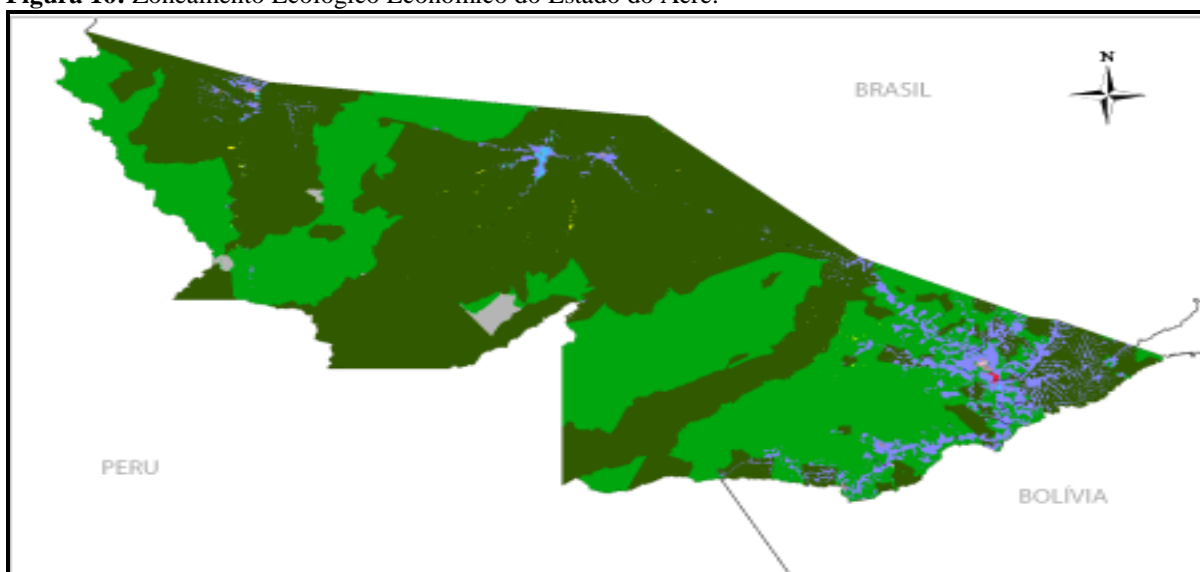 Figura 10: Zoneamento Ecológico Econômico do Estado do Acre.
N
BRASIL
PERU
BOLÍVIA